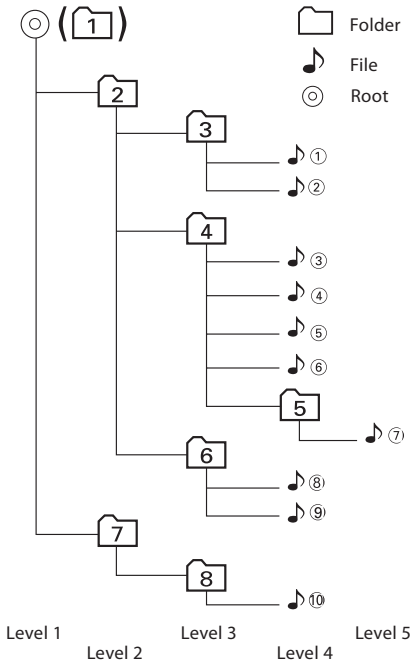 ( 1 )
Folder
File
Root
2
3
①
②
4
③
④
⑤
⑥
5
⑦
6
⑧
⑨
7
8
⑩
Level 1 Level 3 Level 5
Level 2 Level 4